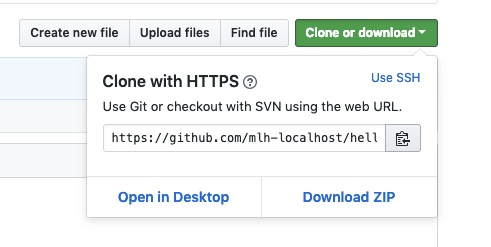 Create new file Upload files Find file Clone or download
Clone with HTTPS ? Use SSH
Use Git or checkout with SVN using the web URL.
https://github.com/mlh-localhost/hell
Open in Desktop Download ZIP